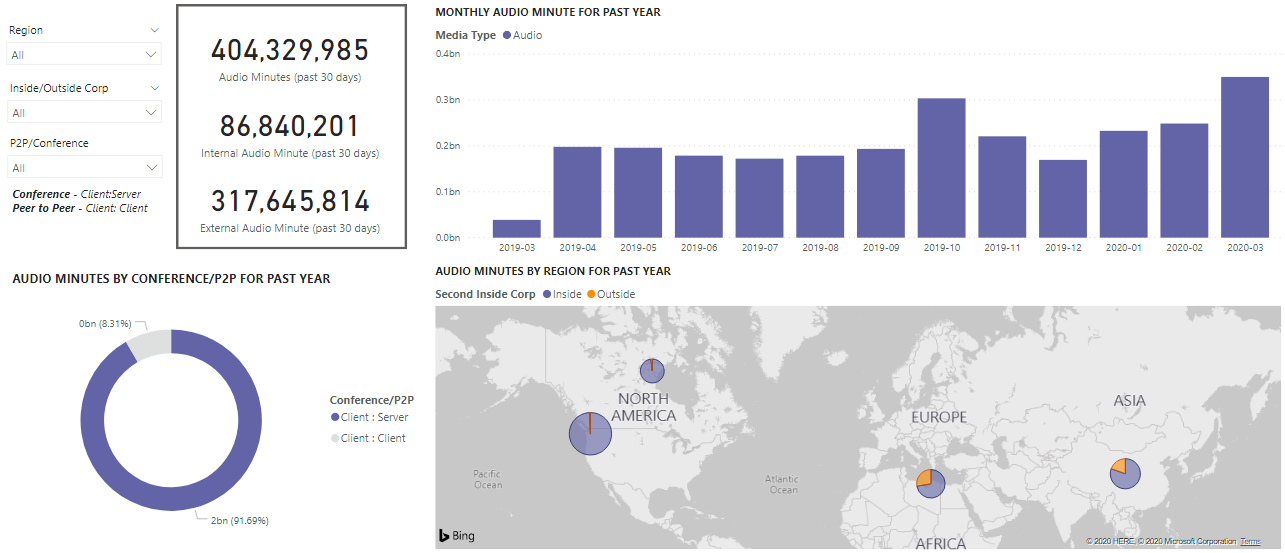 Region
All
Inside/Outside Corp
All
P2P/Conference
All
Conference - Client:Server
Peer to Peer - Client: Client
404,329,985
Audio Minutes (past 30 days)
86,840,201
Internal Audio Minute (past 30 days)
317,645,814
External Audio Minute (past 30 days)
MONTHLY AUDIO MINUTE FOR PAST YEAR
Media Type Audio
0.4bn
0.3bn
0.2bn
0.1bn
0.0bn
2019-03 2019-04 2019-05 2019-06 2019-07 2019-08 2019-09 2019-10 2019-11 2019-12 2020-01 2020-02 2020-03
AUDIO MINUTES BY CONFERENCE/P2P FOR PAST YEAR
0bn (8.31%)
2bn (91.69%)
Conference/P2P
Client : Server
Client : Client
AUDIO MINUTES BY REGION FOR PAST YEAR
Second Inside Corp Inside Outside
NORTH
AMERICA
EUROPE
ASIA
Pacific
Ocean
Atlantic
Ocean
AFRICA
Bing
© 2020 HERE, © 2020 Microsoft Corporation Terms